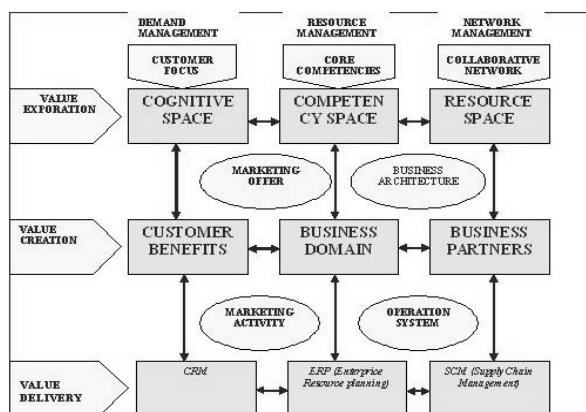 DEMAND MANAGEMENT
RESOURCE MANAGEMENT
NETWORK MANAGEMENT
CUSTOMER FOCUS
CORE COMPETENCIES
COLLABORATIVE NETWORK
VALUE EXPORATION
COGNITIVE SPACE
COMPETEN CY SPACE
RESOURCE SPACE
MARKETING OFFER
BUSINESS ARCHITECTURE
VALUE CREATION
CUSTOMER BENEFITS
BUSINESS DOMAIN
BUSINESS PARTNERS
MARKETING ACTIVITY
OPERATION SYSTEM
VALUE DELIVERY
CRM
ERP (Enterprice Resource planning)
SCM (Supply Chain Management)